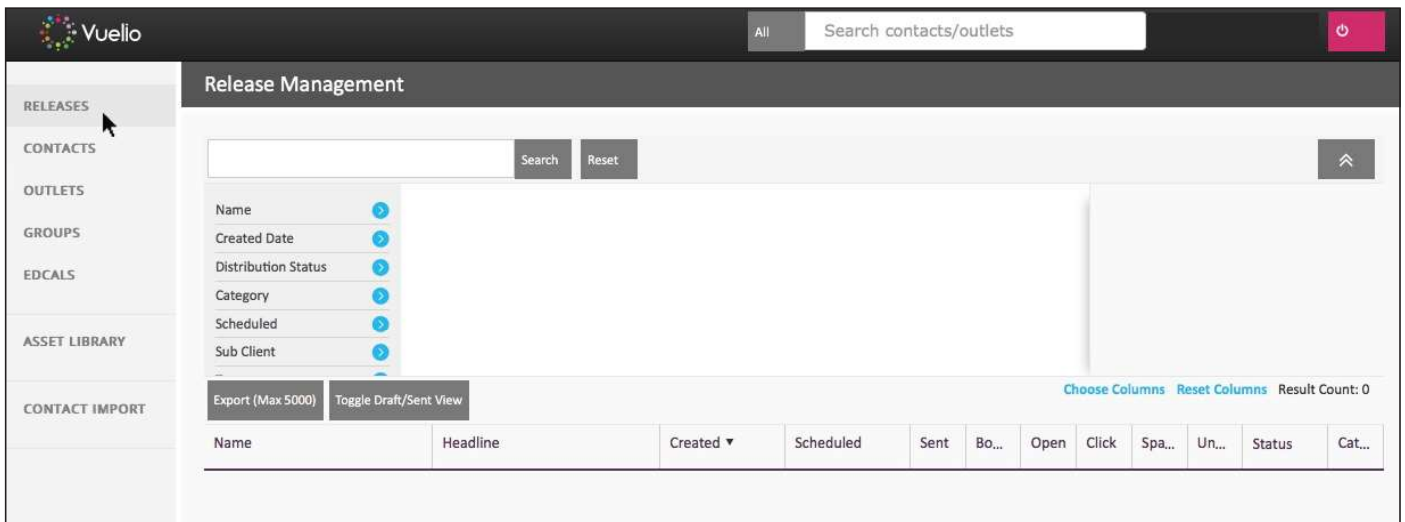 Vuelio
All
Search contacts/outlets
Release Management
RELEASES
CONTACTS
OUTLETS
GROUPS
EDCALS
ASSET LIBRARY
CONTACT IMPORT
Search
Reset
Name
Created Date
Distribution Status
Category
Scheduled
Sub Client
Export (Max 5000)
Toggle Draft/Sent View
Choose Columns Reset Columns Result Count: 0
Name Headline Created ▼ Scheduled Sent Bo... Open Click Spa... Un... Status Cat...